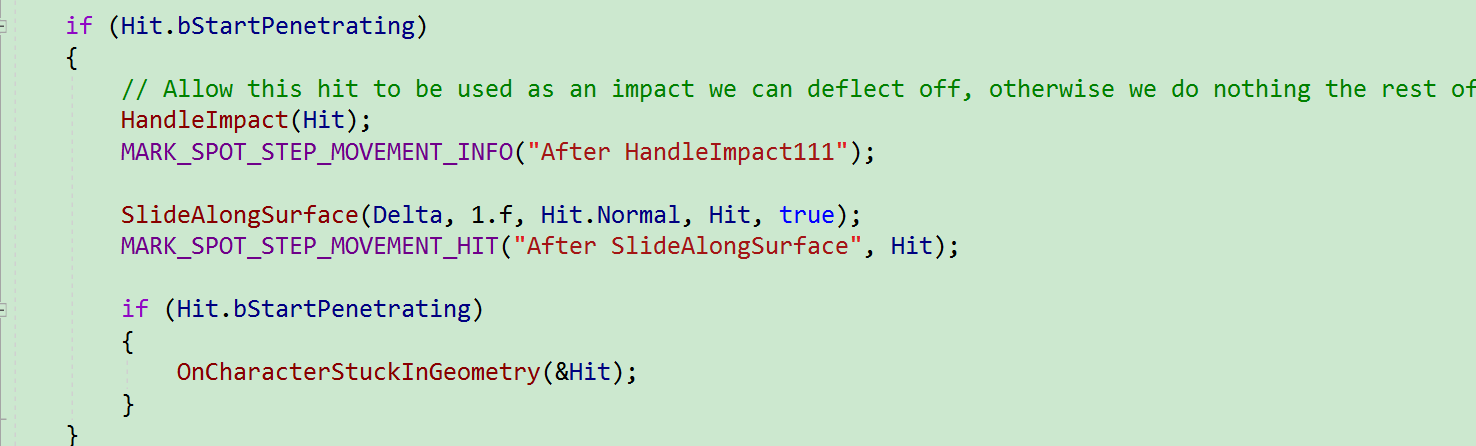 if (Hit.bStartPenetrating)
{
// Allow this hit to be used as an impact we can deflect off, otherwise we do nothing the rest of
HandleImpact(Hit);
MARK_SPOT_STEP_MOVEMENT_INFO("After HandleImpact111");
SlideAlongSurface(Delta, 1.f, Hit.Normal, Hit, true);
MARK_SPOT_STEP_MOVEMENT_HIT("After SlideAlongSurface", Hit);
if (Hit.bStartPenetrating)
{
OnCharacterStuckInGeometry(&Hit);
}
}